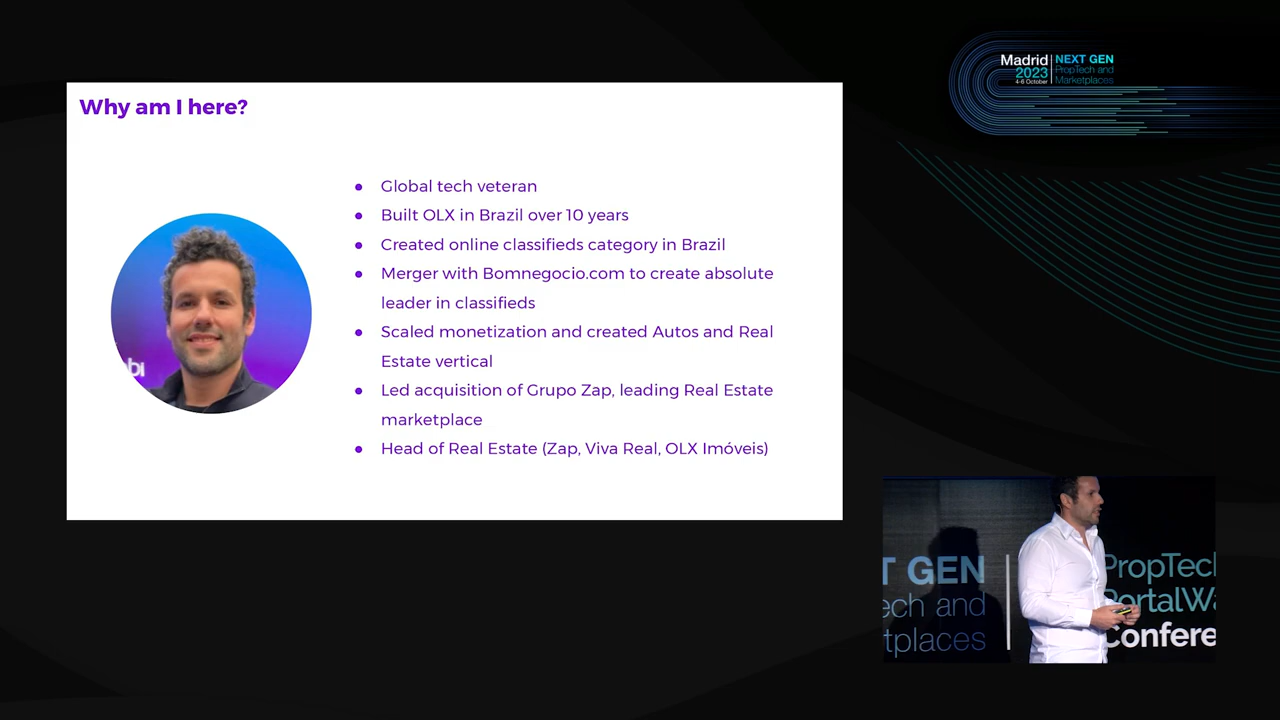 Why am I here?
Global tech veteran
Built OLX in Brazil over 10 years
Created online classifieds category in Brazil
Merger with Bomnegocio.com to create absolute
leader in classifieds
Scaled monetization and created Autos and Real
Estate vertical
Led acquisition of Grupo Zap, leading Real Estate
marketplace
Head of Real Estate (Zap, Viva Real, OLX Imóveis)
bi
Madrid
2023
4-6 October
NEXT GEN
PropTech and
Marketplaces
T GEN
ech and
tplaces
PropTecl
PortalWa
Confere